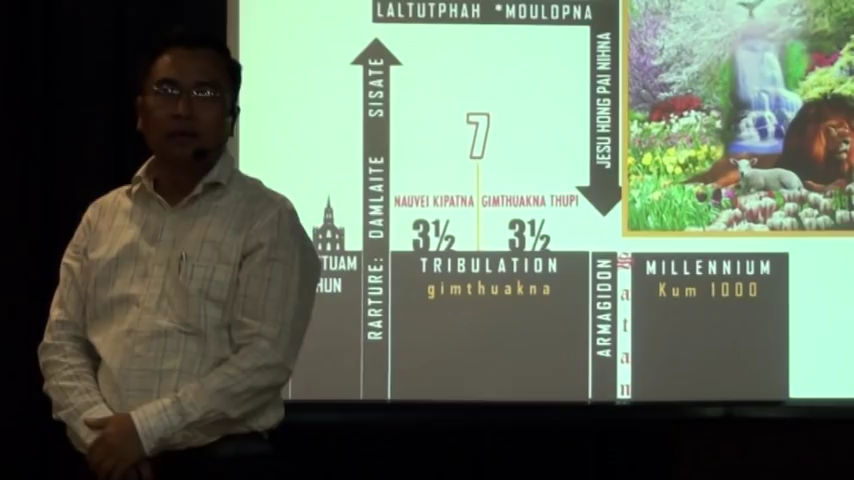 LALTUTPHAH *MOULOPNA
RARTURE: DAMLAITE SISATE
7
JESU HONG PAI NIHNA
NAUVEI KIPATNA
GIMTHUAKNA THUPI
3½
3½
TUAM
HUN
TRIBULATION
gimthuakna
ARMAGIDON
Satan
MILLENNIUM
Kum 1000